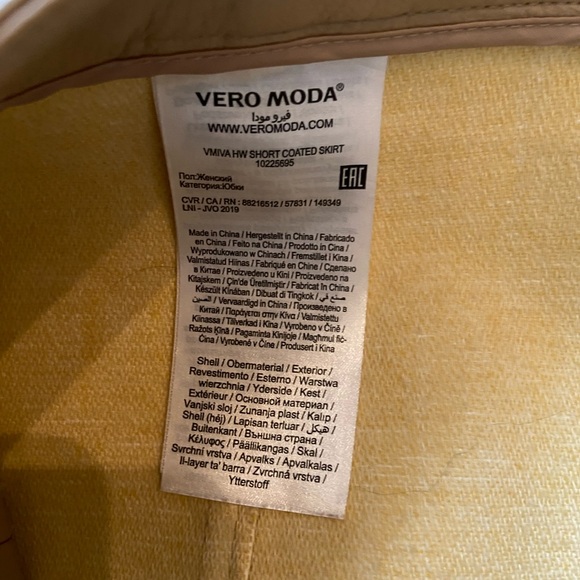 VERO MODA®
فيرو مودا
WWW.VEROMODA.COM
VMIVA HW SHORT COATED SKIRT
10225695
Пол:Женский
Категория:Юбки
EAC
CVR / CA / RN : 88216512 / 57831 / 149349
LNI - JVO 2019
Made in China / Hergestellt in China / Fabricado
en China / Feito na China / Prodotto in Cina /
Wyprodukowano w Chinach / Fremstillet i Kina /
Valmistatud Hiinas / Fabriqué en Chine / Сделано
в Китае / Proizvedeno u Kini / Proizvedeno na
Kitajskem / Çin'de Üretilmiştir / Fabricat în China /
Készült Kínában / Dibuat di Tiongkok / صنع في
الصين / Vervaardigd in China / Произведено в
Китай / Παράγεται στην Κίνα / Valmistettu
Kiinassa / Tillverkad i Kina / Vyrobeno v Číně /
Ražots Ķīnā / Pagaminta Kinijoje / Magħmul fiċ-
Ċina / Vyrobené v Číne / Produsert i Kina
Shell / Obermaterial / Exterior /
Revestimento / Esterno / Warstwa
wierzchnia / Yderside / Kest /
Extérieur / Основной материал /
Vanjski sloj / Zunanja plast / Kalıp /
Shell (héj) / Lapisan terluar / هيكل /
Buitenkant / Външна страна /
Κέλυφος / Päällikangas / Skal /
Svrchní vrstva / Apvalks / Apvalkalas /
Il-layer ta' barra / Zvrchná vrstva /
Ytterstoff